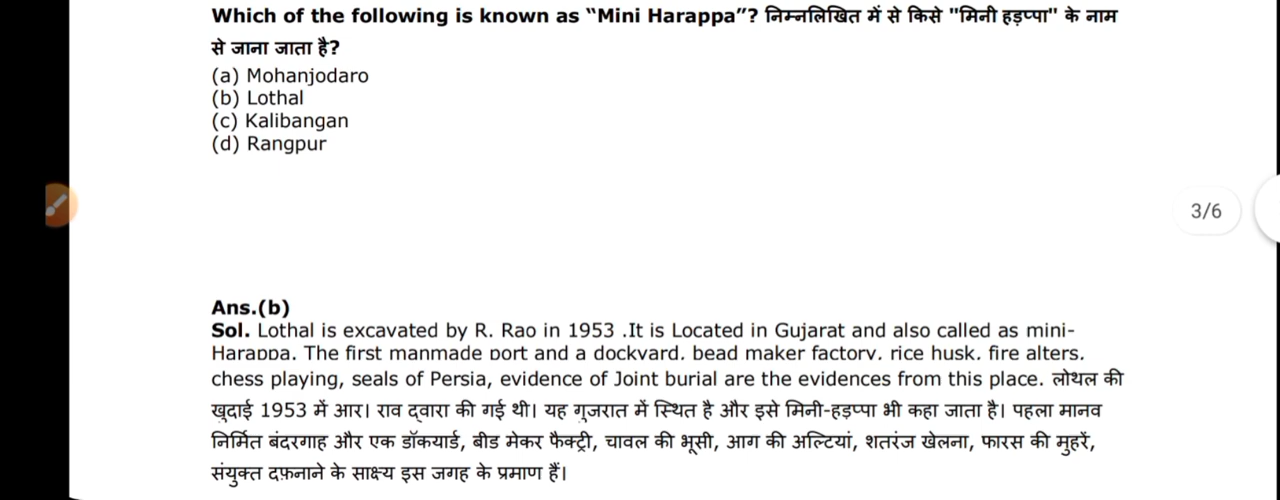 Which of the following is known as “Mini Harappa”? निम्नलिखित में से किसे "मिनी हड़प्पा" के नाम
से जाना जाता है?
(a) Mohanjodaro
(b) Lothal
(c) Kalibangan
(d) Rangpur
3/6
Ans.(b)
Sol. Lothal is excavated by R. Rao in 1953 .It is Located in Gujarat and also called as mini-
Harappa. The first manmade port and a dockyard, bead maker factory, rice husk, fire alters,
chess playing, seals of Persia, evidence of Joint burial are the evidences from this place. लोथल की
खुदाई 1953 में आर। राव द्वारा की गई थी। यह गुजरात में स्थित है और इसे मिनी-हड़प्पा भी कहा जाता है। पहला मानव
निर्मित बंदरगाह और एक डॉकयार्ड, बीड मेकर फैक्ट्री, चावल की भूसी, आग की अल्टियां, शतरंज खेलना, फारस की मुहरें,
संयुक्त दफ़नाने के साक्ष्य इस जगह के प्रमाण हैं।